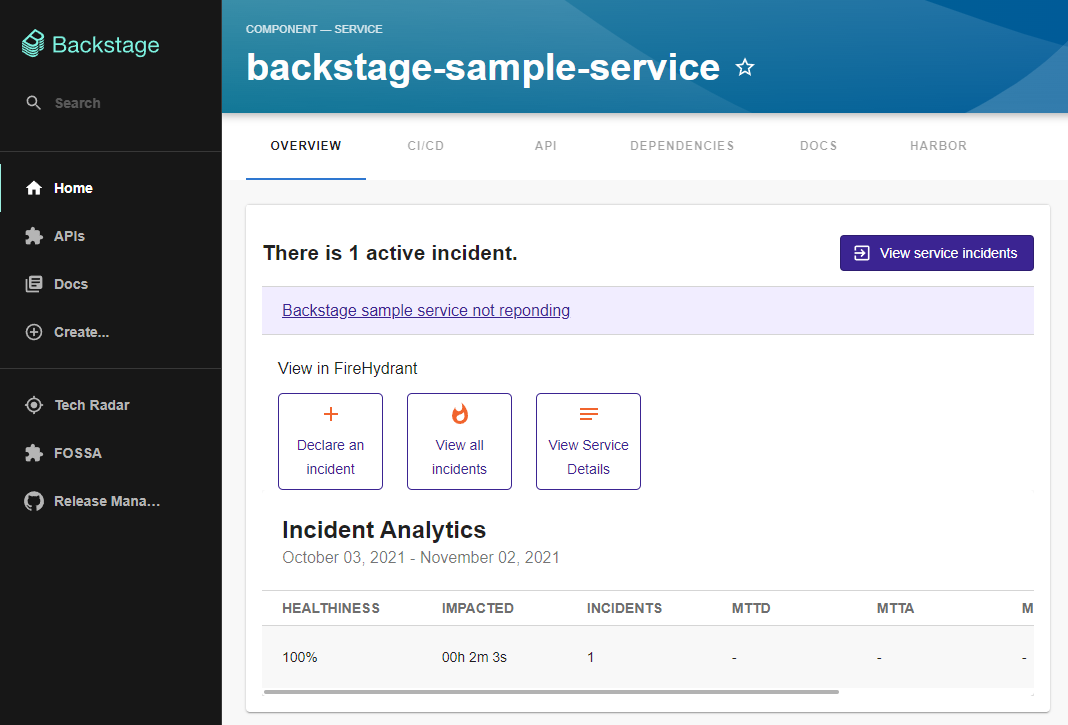 Backstage
Search
Home
APIs
Docs
Create...
Tech Radar
FOSSA
Release Mana...
COMPONENT — SERVICE
backstage-sample-service
OVERVIEW CI/CD API DEPENDENCIES DOCS HARBOR
There is 1 active incident.
View service incidents
Backstage sample service not reponding
View in FireHydrant
Declare an
incident
View all
incidents
View Service
Details
Incident Analytics
October 03, 2021 - November 02, 2021
HEALTHINESS IMPACTED INCIDENTS MTTD MTTA M
100% 00h 2m 3s 1 - - -